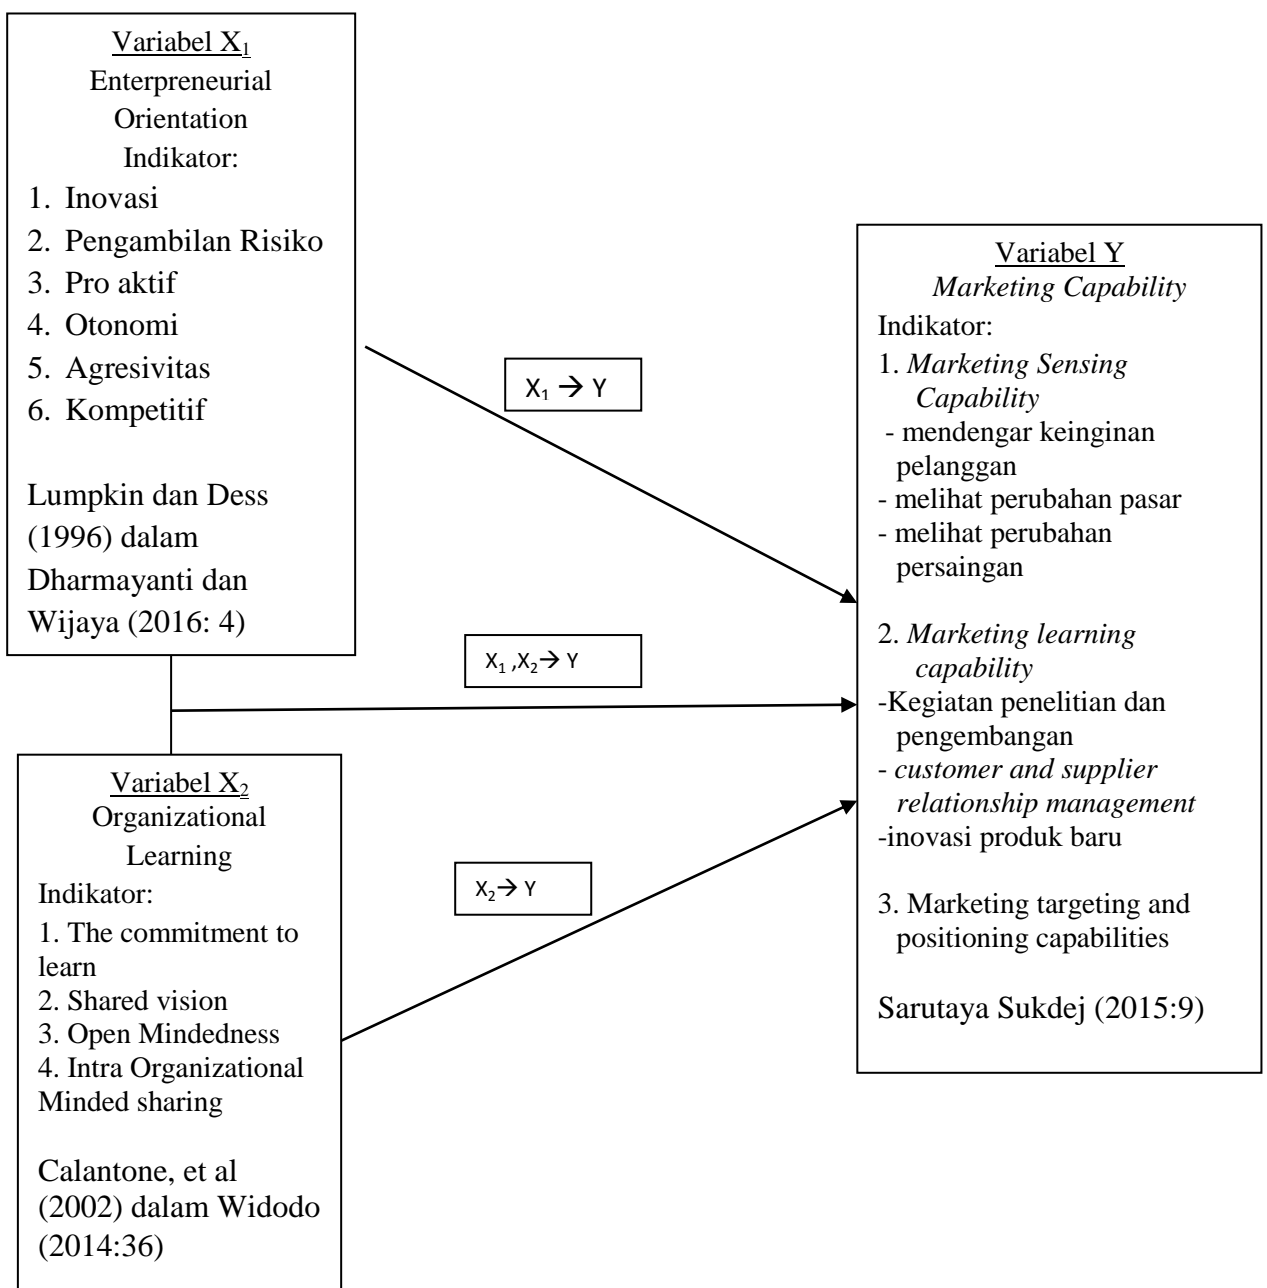 Variabel X1
Enterpreneurial
Orientation
Indikator:
1. Inovasi
2. Pengambilan Risiko
3. Pro aktif
4. Otonomi
5. Agresivitas
6. Kompetitif
Lumpkin dan Dess
(1996) dalam
Dharmayanti dan
Wijaya (2016: 4)
X1 → Y
X1 ,X2→ Y
Variabel X2
Organizational
Learning
Indikator:
1. The commitment to
learn
2. Shared vision
3. Open Mindedness
4. Intra Organizational
Minded sharing
Calantone, et al
(2002) dalam Widodo
(2014:36)
X2→ Y
Variabel Y
Marketing Capability
Indikator:
1. Marketing Sensing
Capability
- mendengar keinginan
pelanggan
- melihat perubahan pasar
- melihat perubahan
persaingan
2. Marketing learning
capability
-Kegiatan penelitian dan
pengembangan
- customer and supplier
relationship management
-inovasi produk baru
3. Marketing targeting and
positioning capabilities
Sarutaya Sukdej (2015:9)